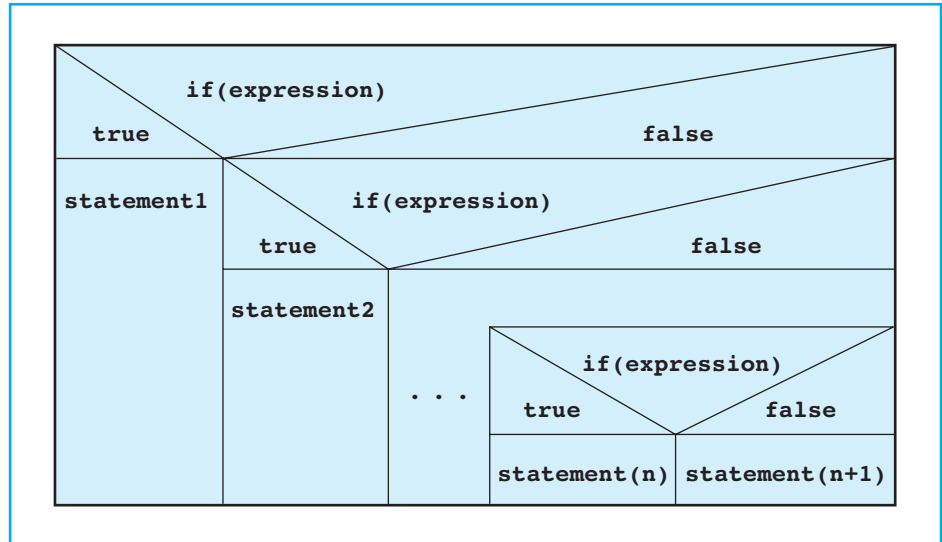 if(expression)
true
false
statement1
if(expression)
true
false
statement2
if(expression)
. . .
true
false
statement(n)
statement(n+1)